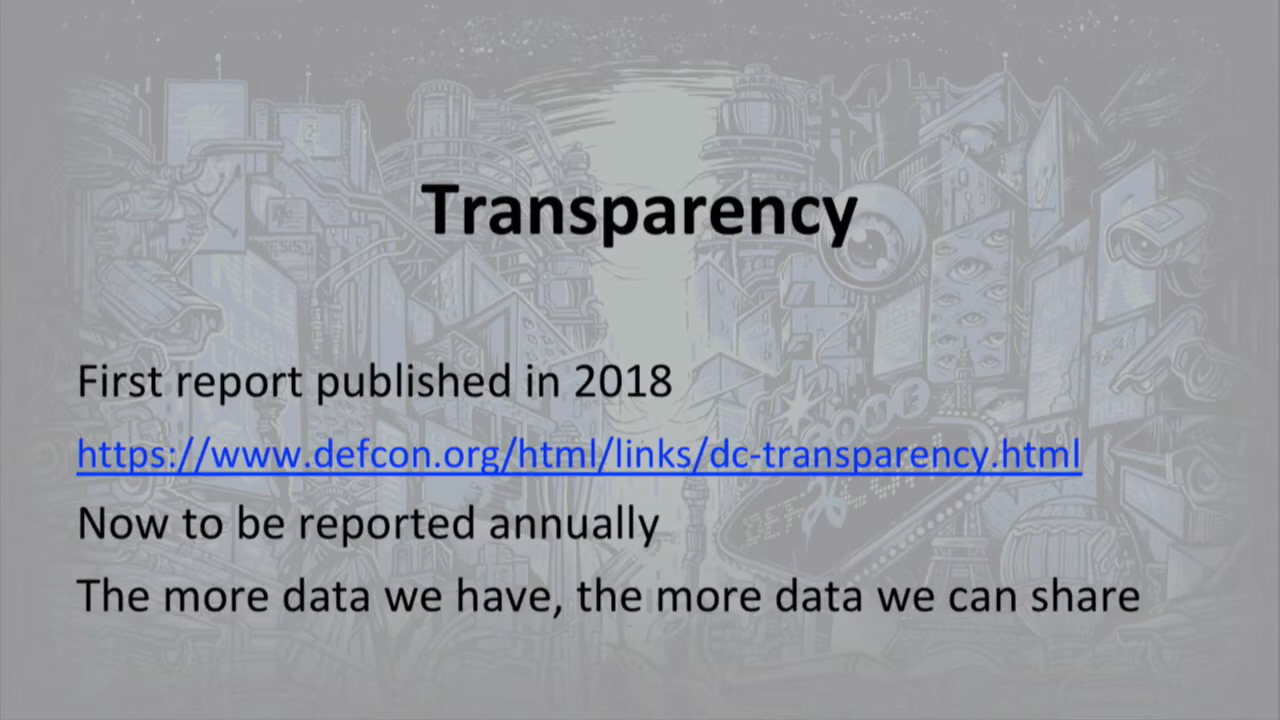 Transparency
First report published in 2018
https://www.defcon.org/html/links/dc-transparency.html
Now to be reported annually
The more data we have, the more data we can share